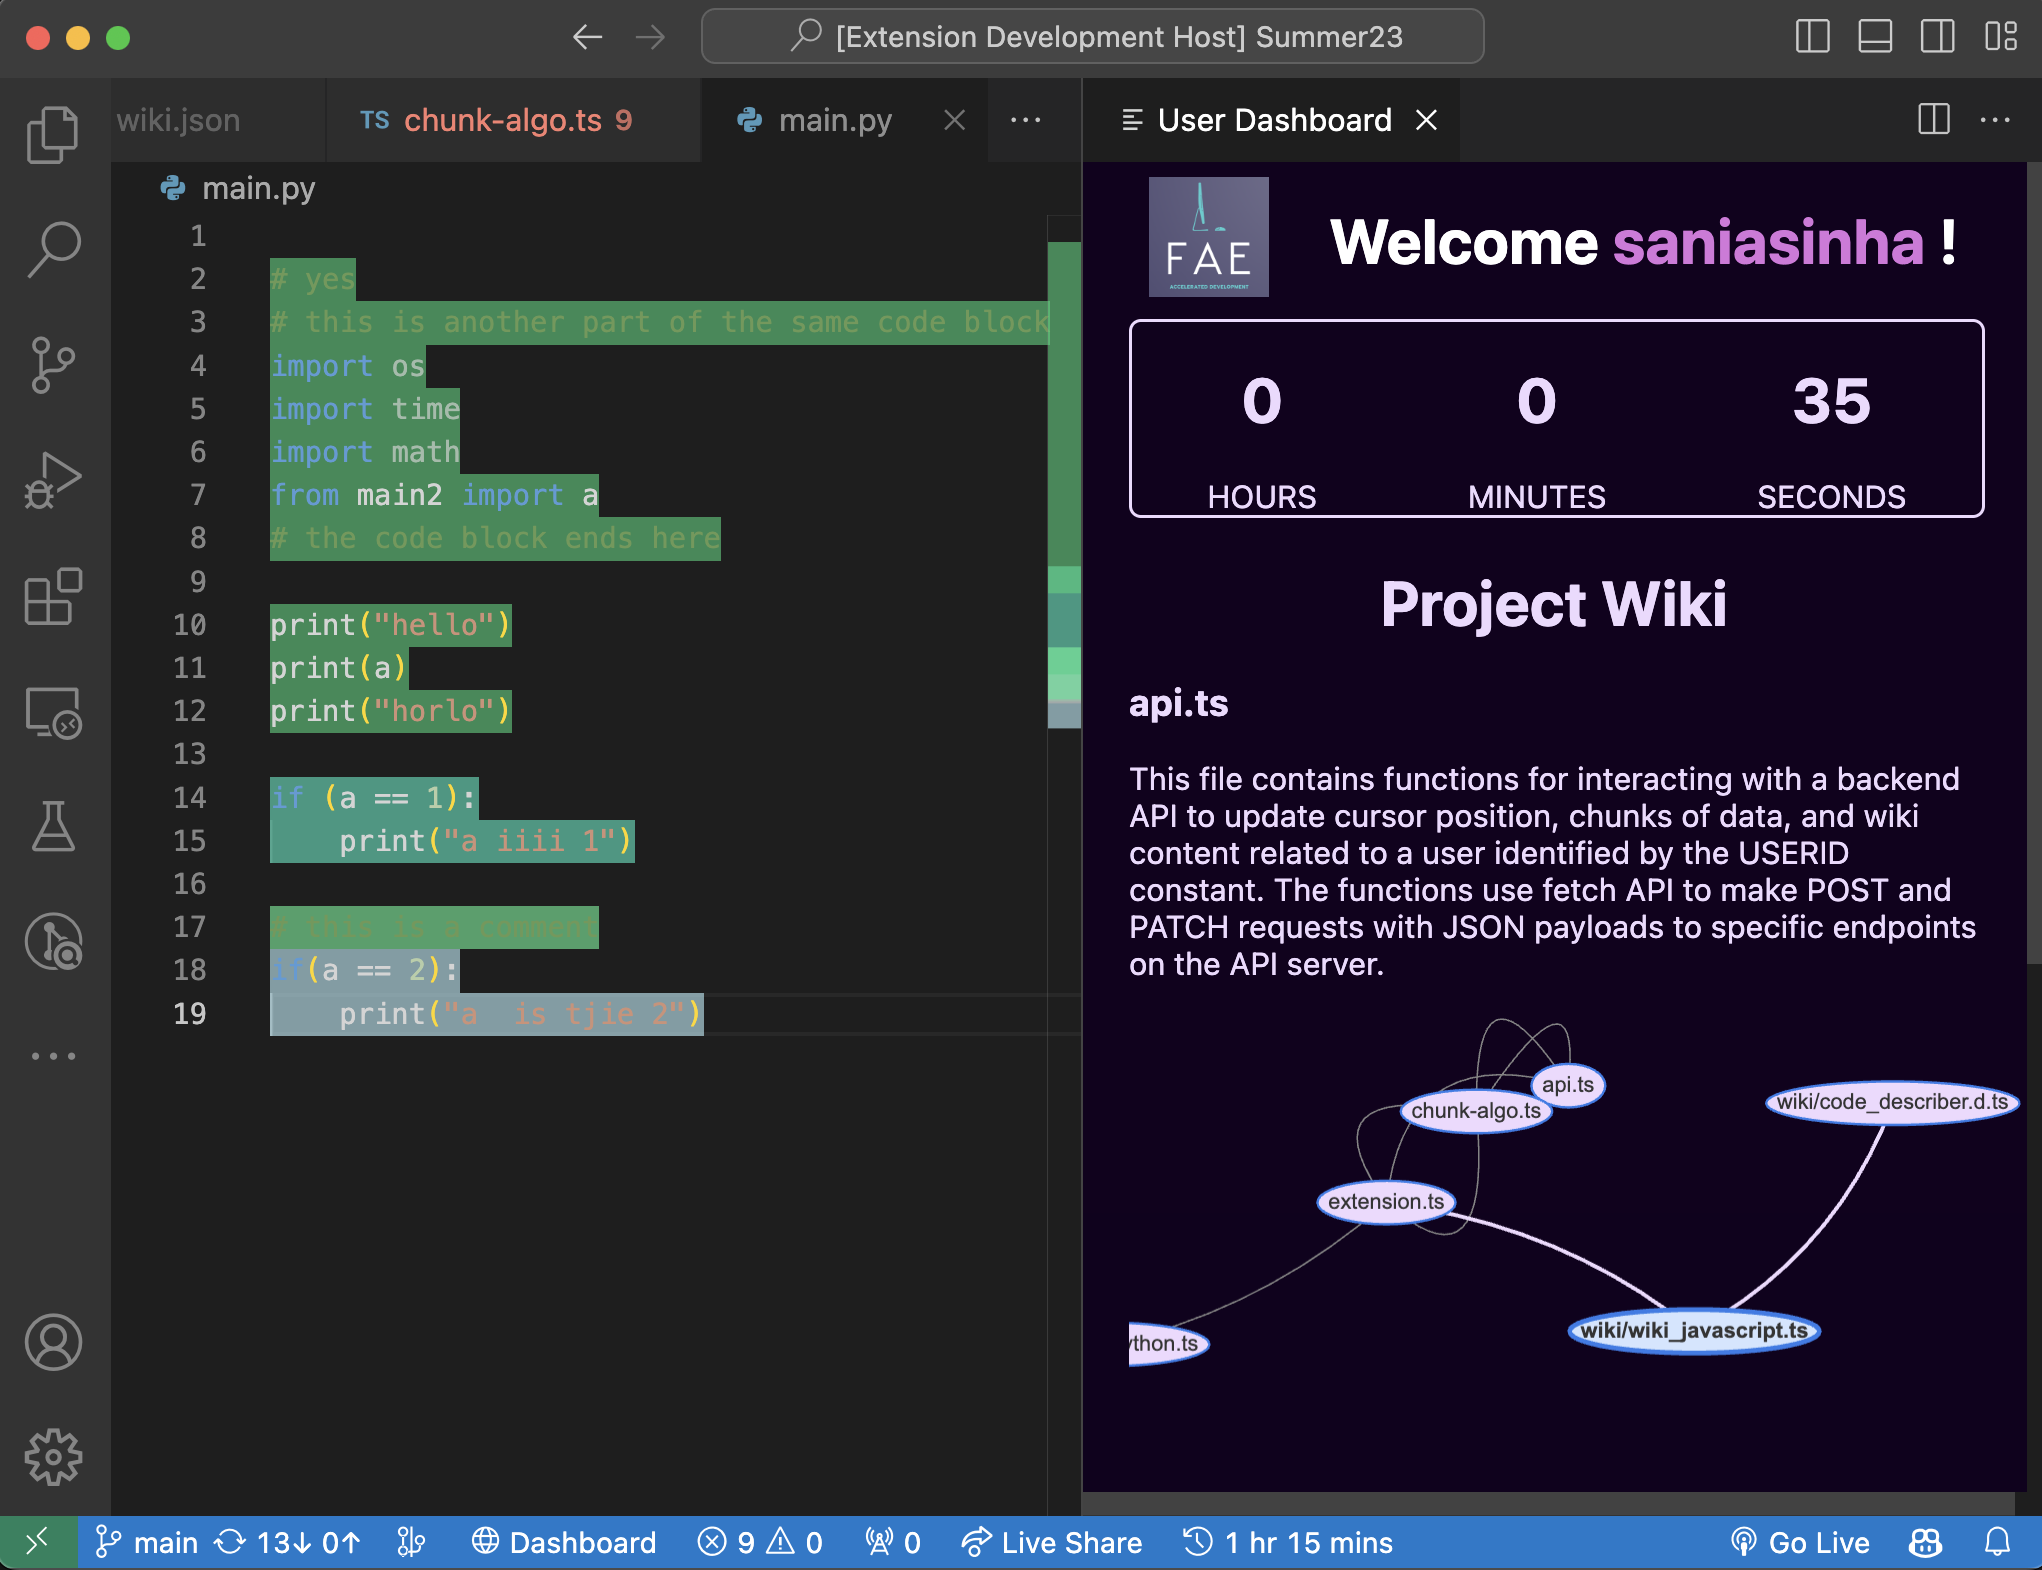 [Extension Development Host] Summer23
wiki.json
TS chunk-algo.ts 9
main.py
User Dashboard
main.py
1
2 # yes
3 # this is another part of the same code block
4 import os
5 import time
6 import math
7 from main2 import a
8 # the code block ends here
9
10 print("hello")
11 print(a)
12 print("horlo")
13
14 if (a == 1):
15 print("a iiii 1")
16
17 # this is a comment
18 if(a == 2):
19 print("a  is tjie 2")
FAE
ACCELERATED DEVELOPMENT
Welcome saniasinha !
0 0 35
HOURS MINUTES SECONDS
Project Wiki
api.ts
This file contains functions for interacting with a backend
API to update cursor position, chunks of data, and wiki
content related to a user identified by the USERID
constant. The functions use fetch API to make POST and
PATCH requests with JSON payloads to specific endpoints
on the API server.
api.ts
chunk-algo.ts
wiki/code_describer.d.ts
extension.ts
wiki/wiki_javascript.ts
ython.ts
main 13↓ 0↑ Dashboard 9 0 0 Live Share 1 hr 15 mins Go Live